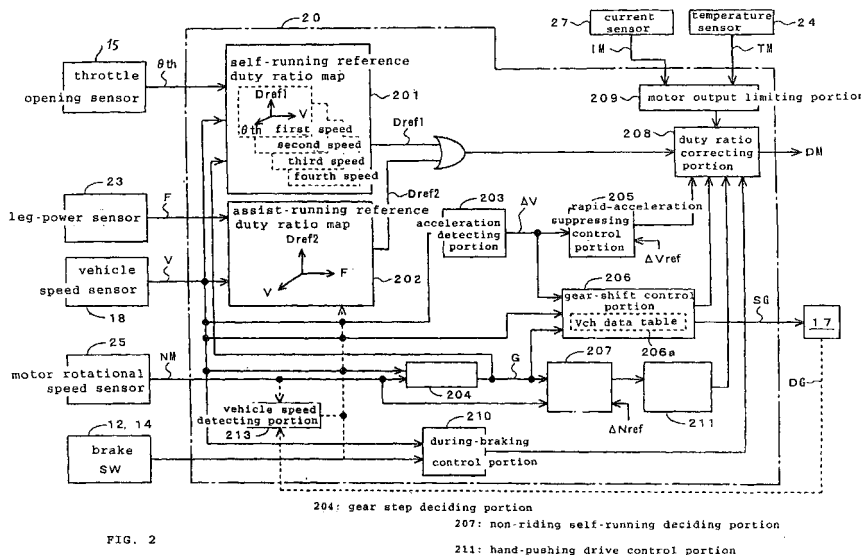 20
27
current
sensor
temperature
sensor
24
IM
TM
15
throttle
opening sensor
θth
self-running reference
duty ratio map
201
Dref1
V
θth
first speed
second speed
third speed
fourth speed
Dref1
209
motor output limiting portion
208
duty ratio
correcting
portion
DM
Dref2
23
leg-power sensor
F
assist-running reference
duty ratio map
Dref2
F
V
202
203
acceleration
detecting
portion
ΔV
205
rapid-acceleration
suppressing
control
portion
ΔVref
vehicle
speed sensor
V
18
206
gear-shift control
portion
Vch data table
206a
SG
17
25
motor rotational
speed sensor
NM
204
G
207
ΔNref
211
DG
vehicle speed
detecting portion
213
12, 14
brake
SW
210
during-braking
control portion
204: gear step deciding portion
207: non-riding self-running deciding portion
211: hand-pushing drive control portion
FIG. 2